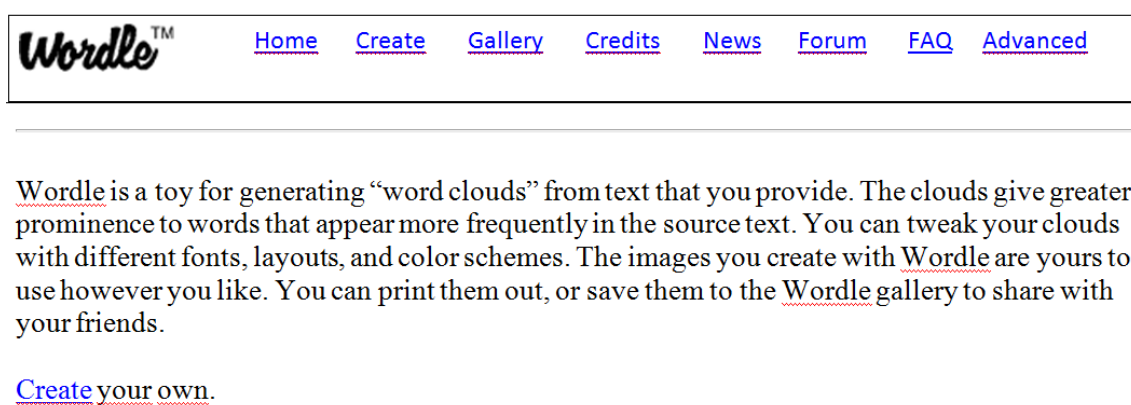 Wordle™ Home Create Gallery Credits News Forum FAQ Advanced
Wordle is a toy for generating “word clouds” from text that you provide. The clouds give greater
prominence to words that appear more frequently in the source text. You can tweak your clouds
with different fonts, layouts, and color schemes. The images you create with Wordle are yours to
use however you like. You can print them out, or save them to the Wordle gallery to share with
your friends.
Create your own.